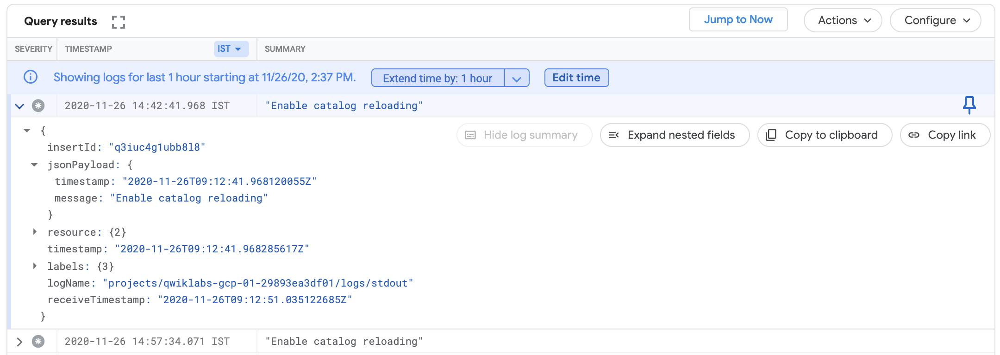 Query results Jump to Now Actions Configure
SEVERITY TIMESTAMP IST SUMMARY
Showing logs for last 1 hour starting at 11/26/20, 2:37 PM. Extend time by: 1 hour Edit time
2020-11-26 14:42:41.968 IST "Enable catalog reloading"
{
Hide log summary Expand nested fields Copy to clipboard Copy link
insertId: "q3iuc4g1ubb8l8"
jsonPayload: {
timestamp: "2020-11-26T09:12:41.968120055Z"
message: "Enable catalog reloading"
}
resource: {2}
timestamp: "2020-11-26T09:12:41.968285617Z"
labels: {3}
logName: "projects/qwiklabs-gcp-01-29893ea3df01/logs/stdout"
receiveTimestamp: "2020-11-26T09:12:51.035122685Z"
}
2020-11-26 14:57:34.071 IST "Enable catalog reloading"